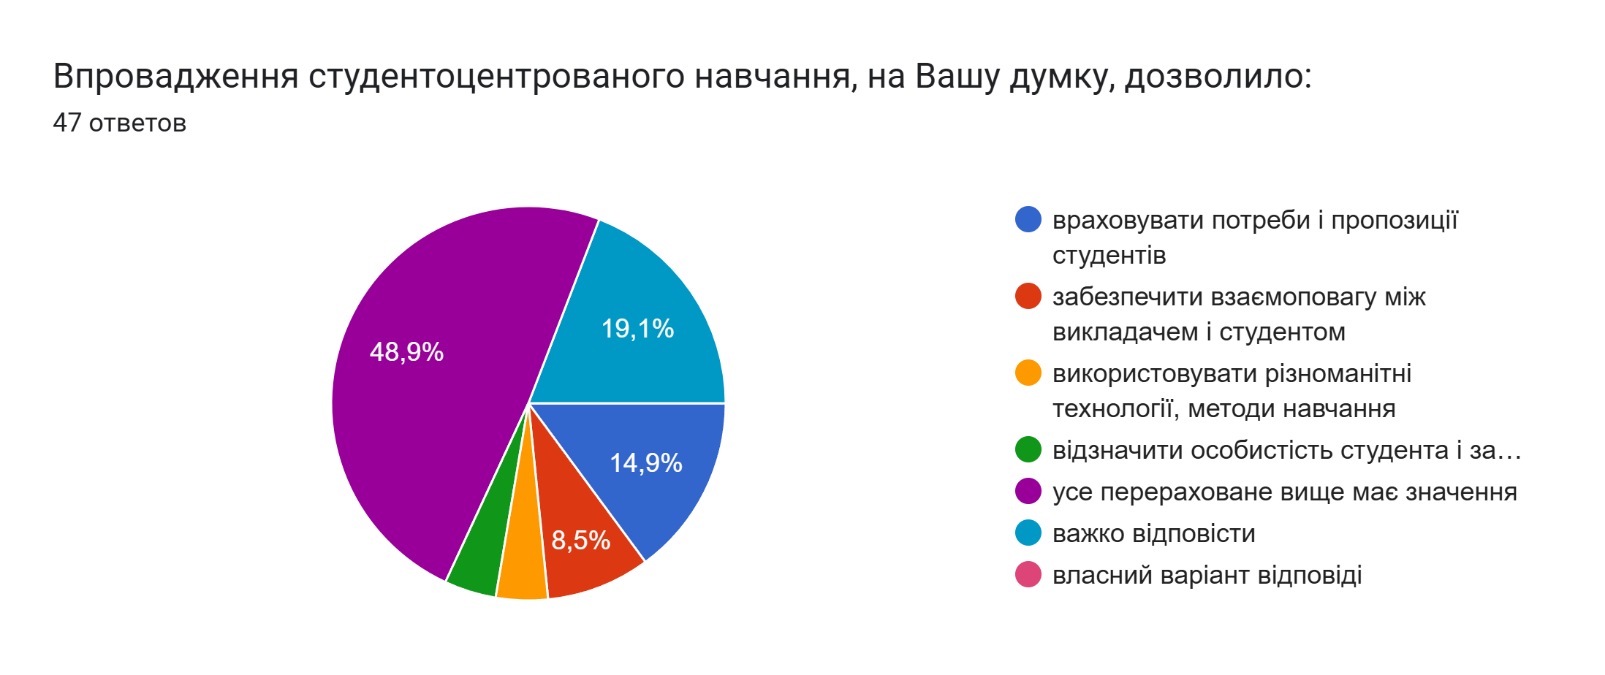 Впровадження студентоцентрованого навчання, на Вашу думку, дозволило:
47 ответов
48,9%
19,1%
14,9%
8,5%
враховувати потреби і пропозиції
студентів
забезпечити взаємоповагу між
викладачем і студентом
використовувати різноманітні
технології, методи навчання
відзначити особистість студента і за...
усе перераховане вище має значення
важко відповісти
власний варіант відповіді